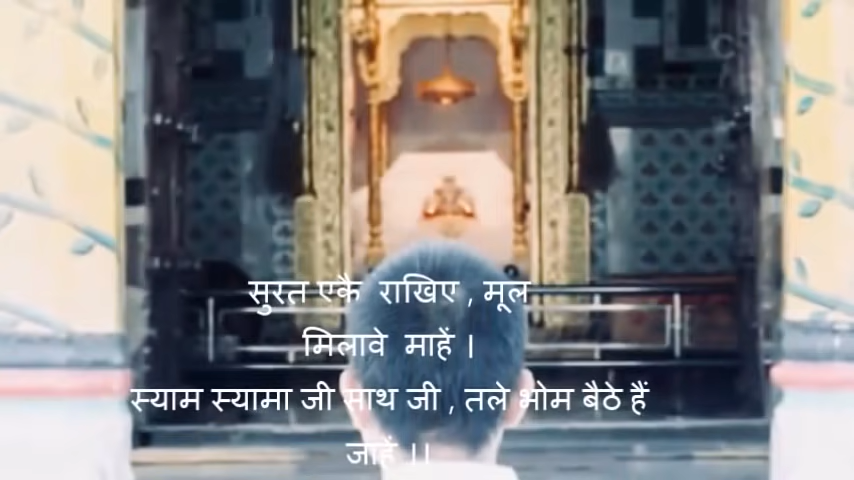 सुरत एकै राखिए , मूल
मिलावे माहें ।
स्याम स्यामा जी साथ जी , तले भोम बैठे हैं
जाहें ।।